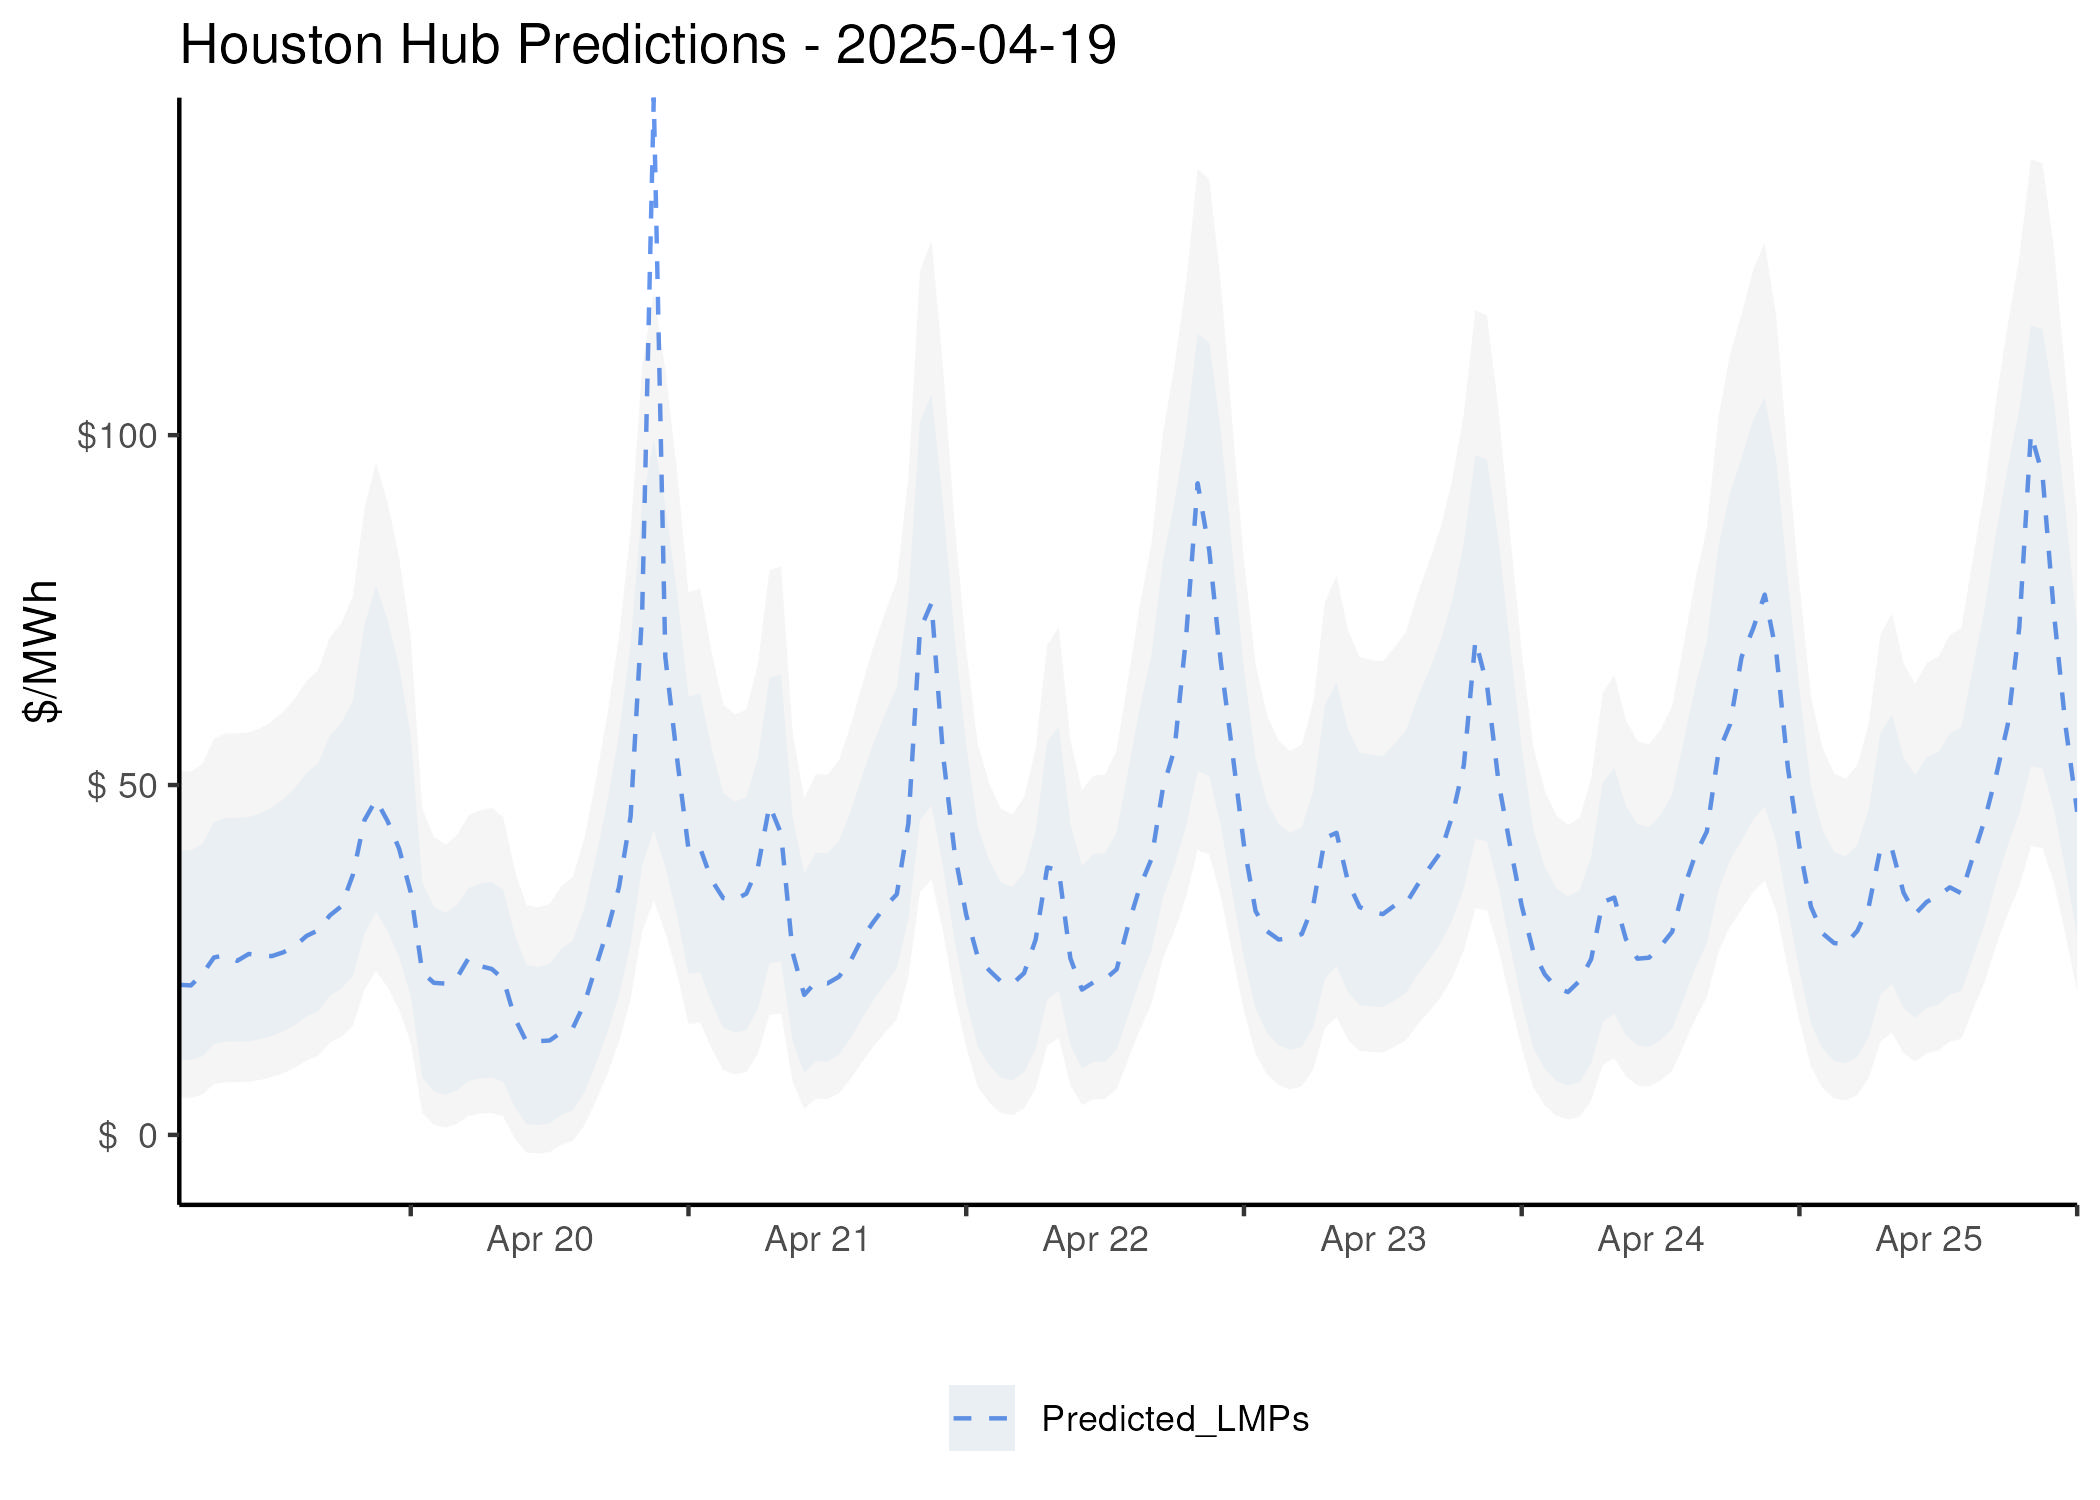 Houston Hub Predictions - 2025-04-19
$/MWh
$100
$ 50
$  0
Apr 20
Apr 21
Apr 22
Apr 23
Apr 24
Apr 25
Predicted_LMPs